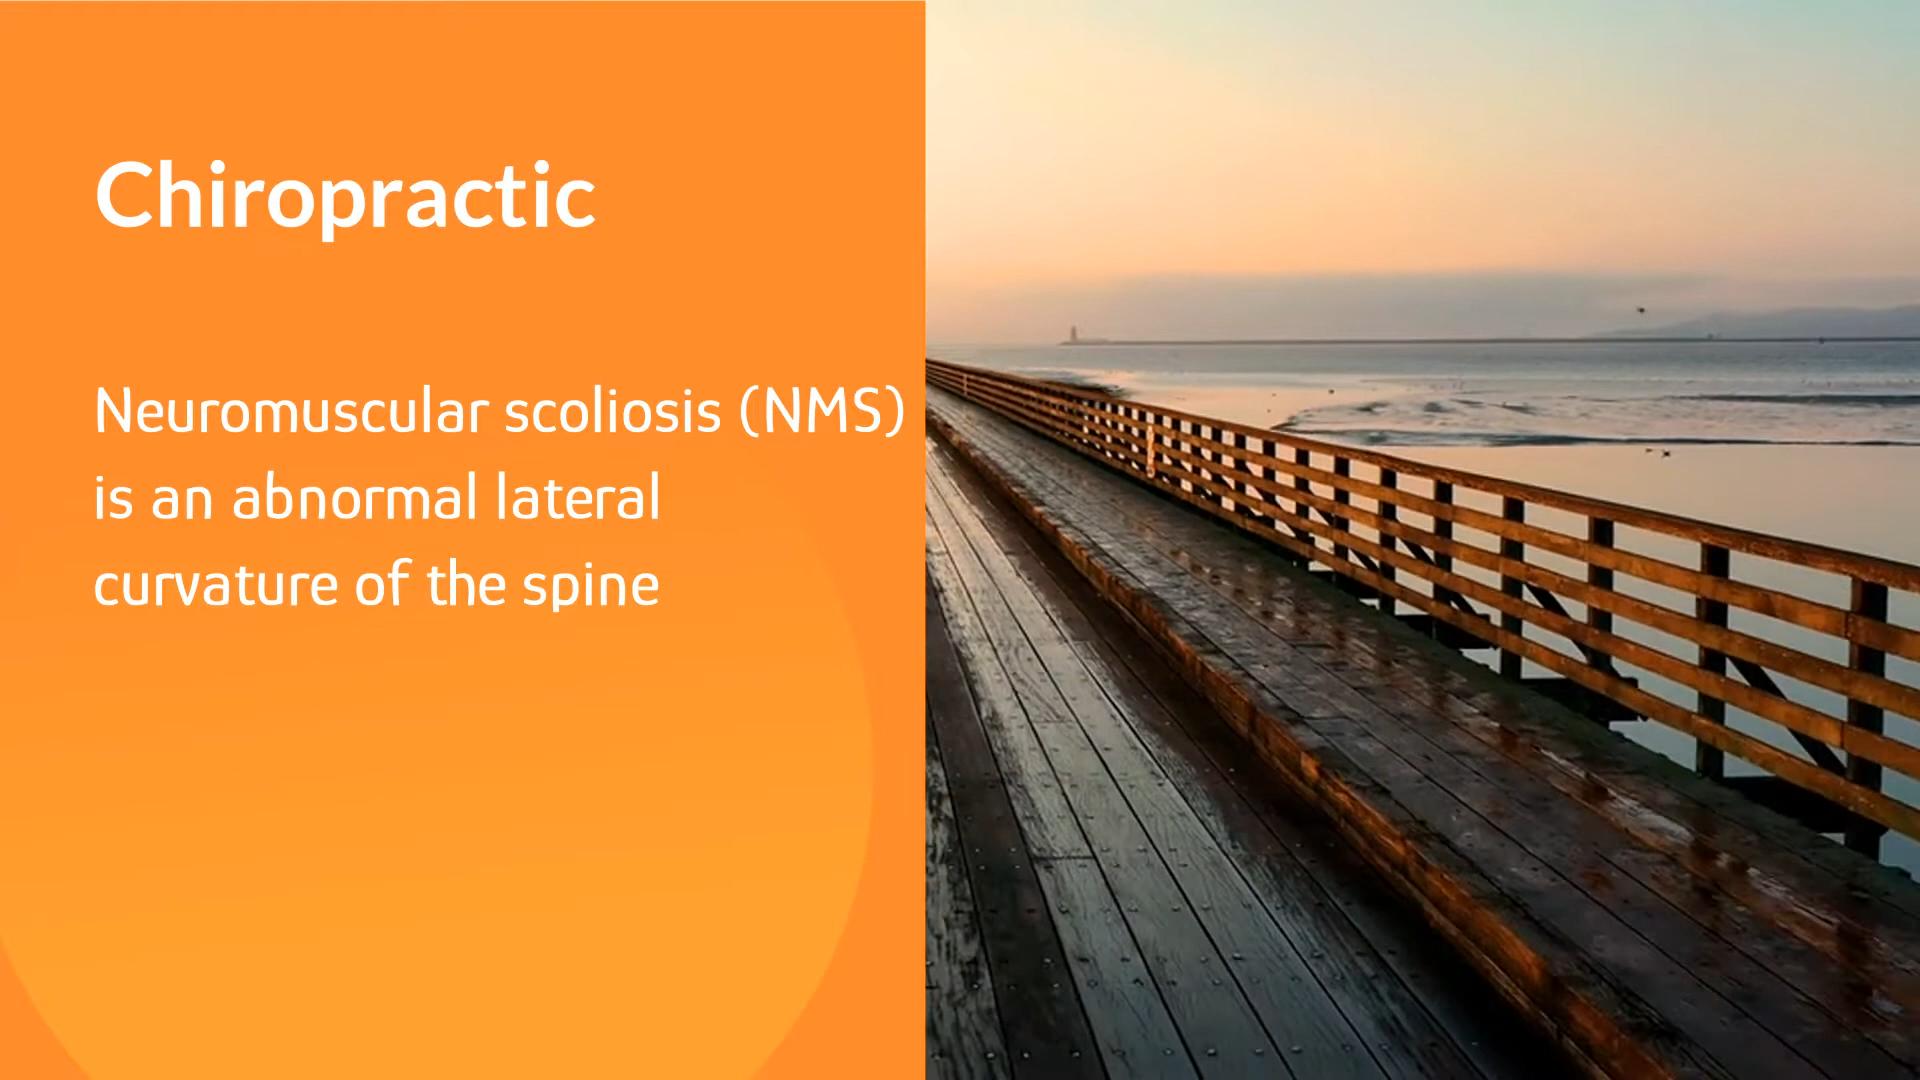 Chiropractic
Neuromuscular scoliosis (NMS)
is an abnormal lateral
curvature of the spine